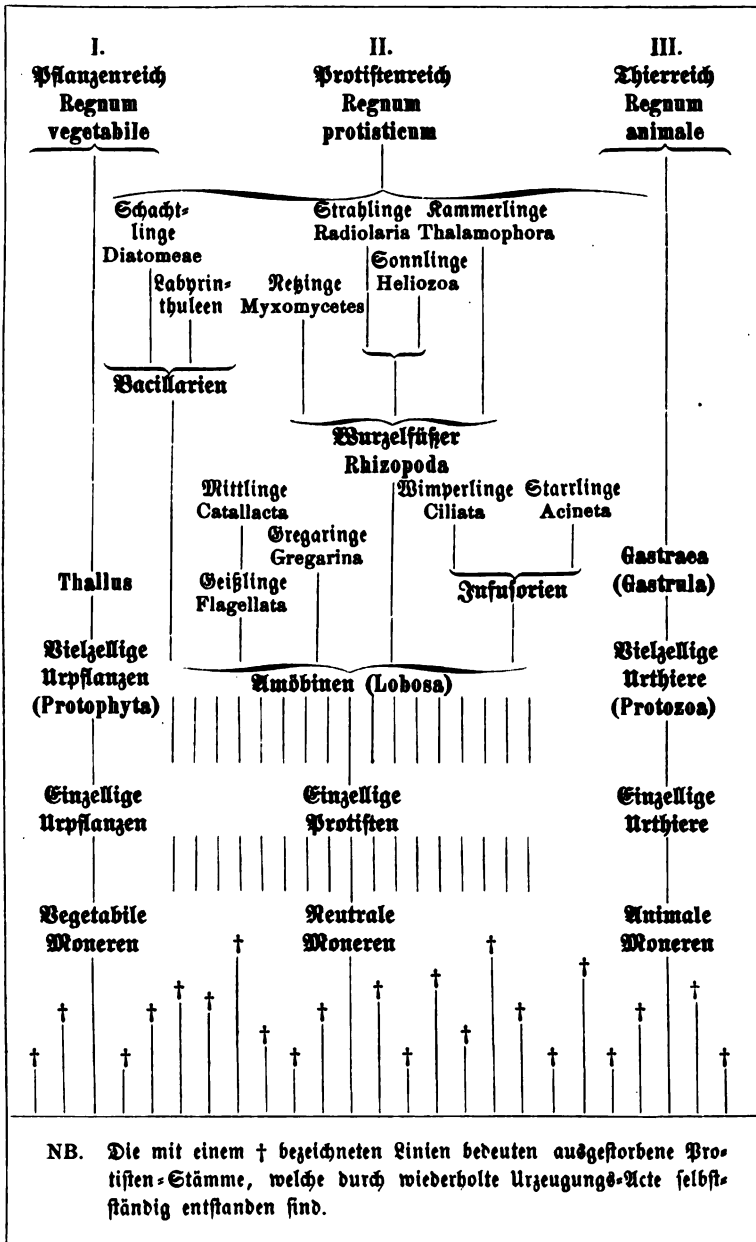 I.
Pflanzenreich
Regnum
vegetabile
II.
Protistenreich
Regnum
protisticum
III.
Thierreich
Regnum
animale
Schacht-
linge
Diatomeae
Labyrin-
thuleen
Bacillarien
Strahlinge
Radiolaria
Kammerlinge
Thalamophora
Sonnlinge
Heliozoa
Netzinge
Myxomycetes
Wurzelfüßer
Rhizopoda
Mittlinge
Catallacta
Gregaringe
Gregarina
Geißlinge
Flagellata
Wimperlinge
Ciliata
Starrlinge
Acineta
Infusorien
Thallus
Gastraea
(Gastrula)
Vielzellige
Urpflanzen
(Protophyta)
Amöbinen (Lobosa)
Vielzellige
Urthiere
(Protozoa)
Einzellige
Urpflanzen
Einzellige
Protisten
Einzellige
Urthiere
Vegetabile
Moneren
Neutrale
Moneren
Animale
Moneren
† † † † † † † † † † † † † † † † † † † † † †
NB. Die mit einem † bezeichneten Linien bedeuten ausgestorbene Pro-
tisten-Stämme, welche durch wiederholte Urzeugungs-Acte selbst-
ständig entstanden sind.